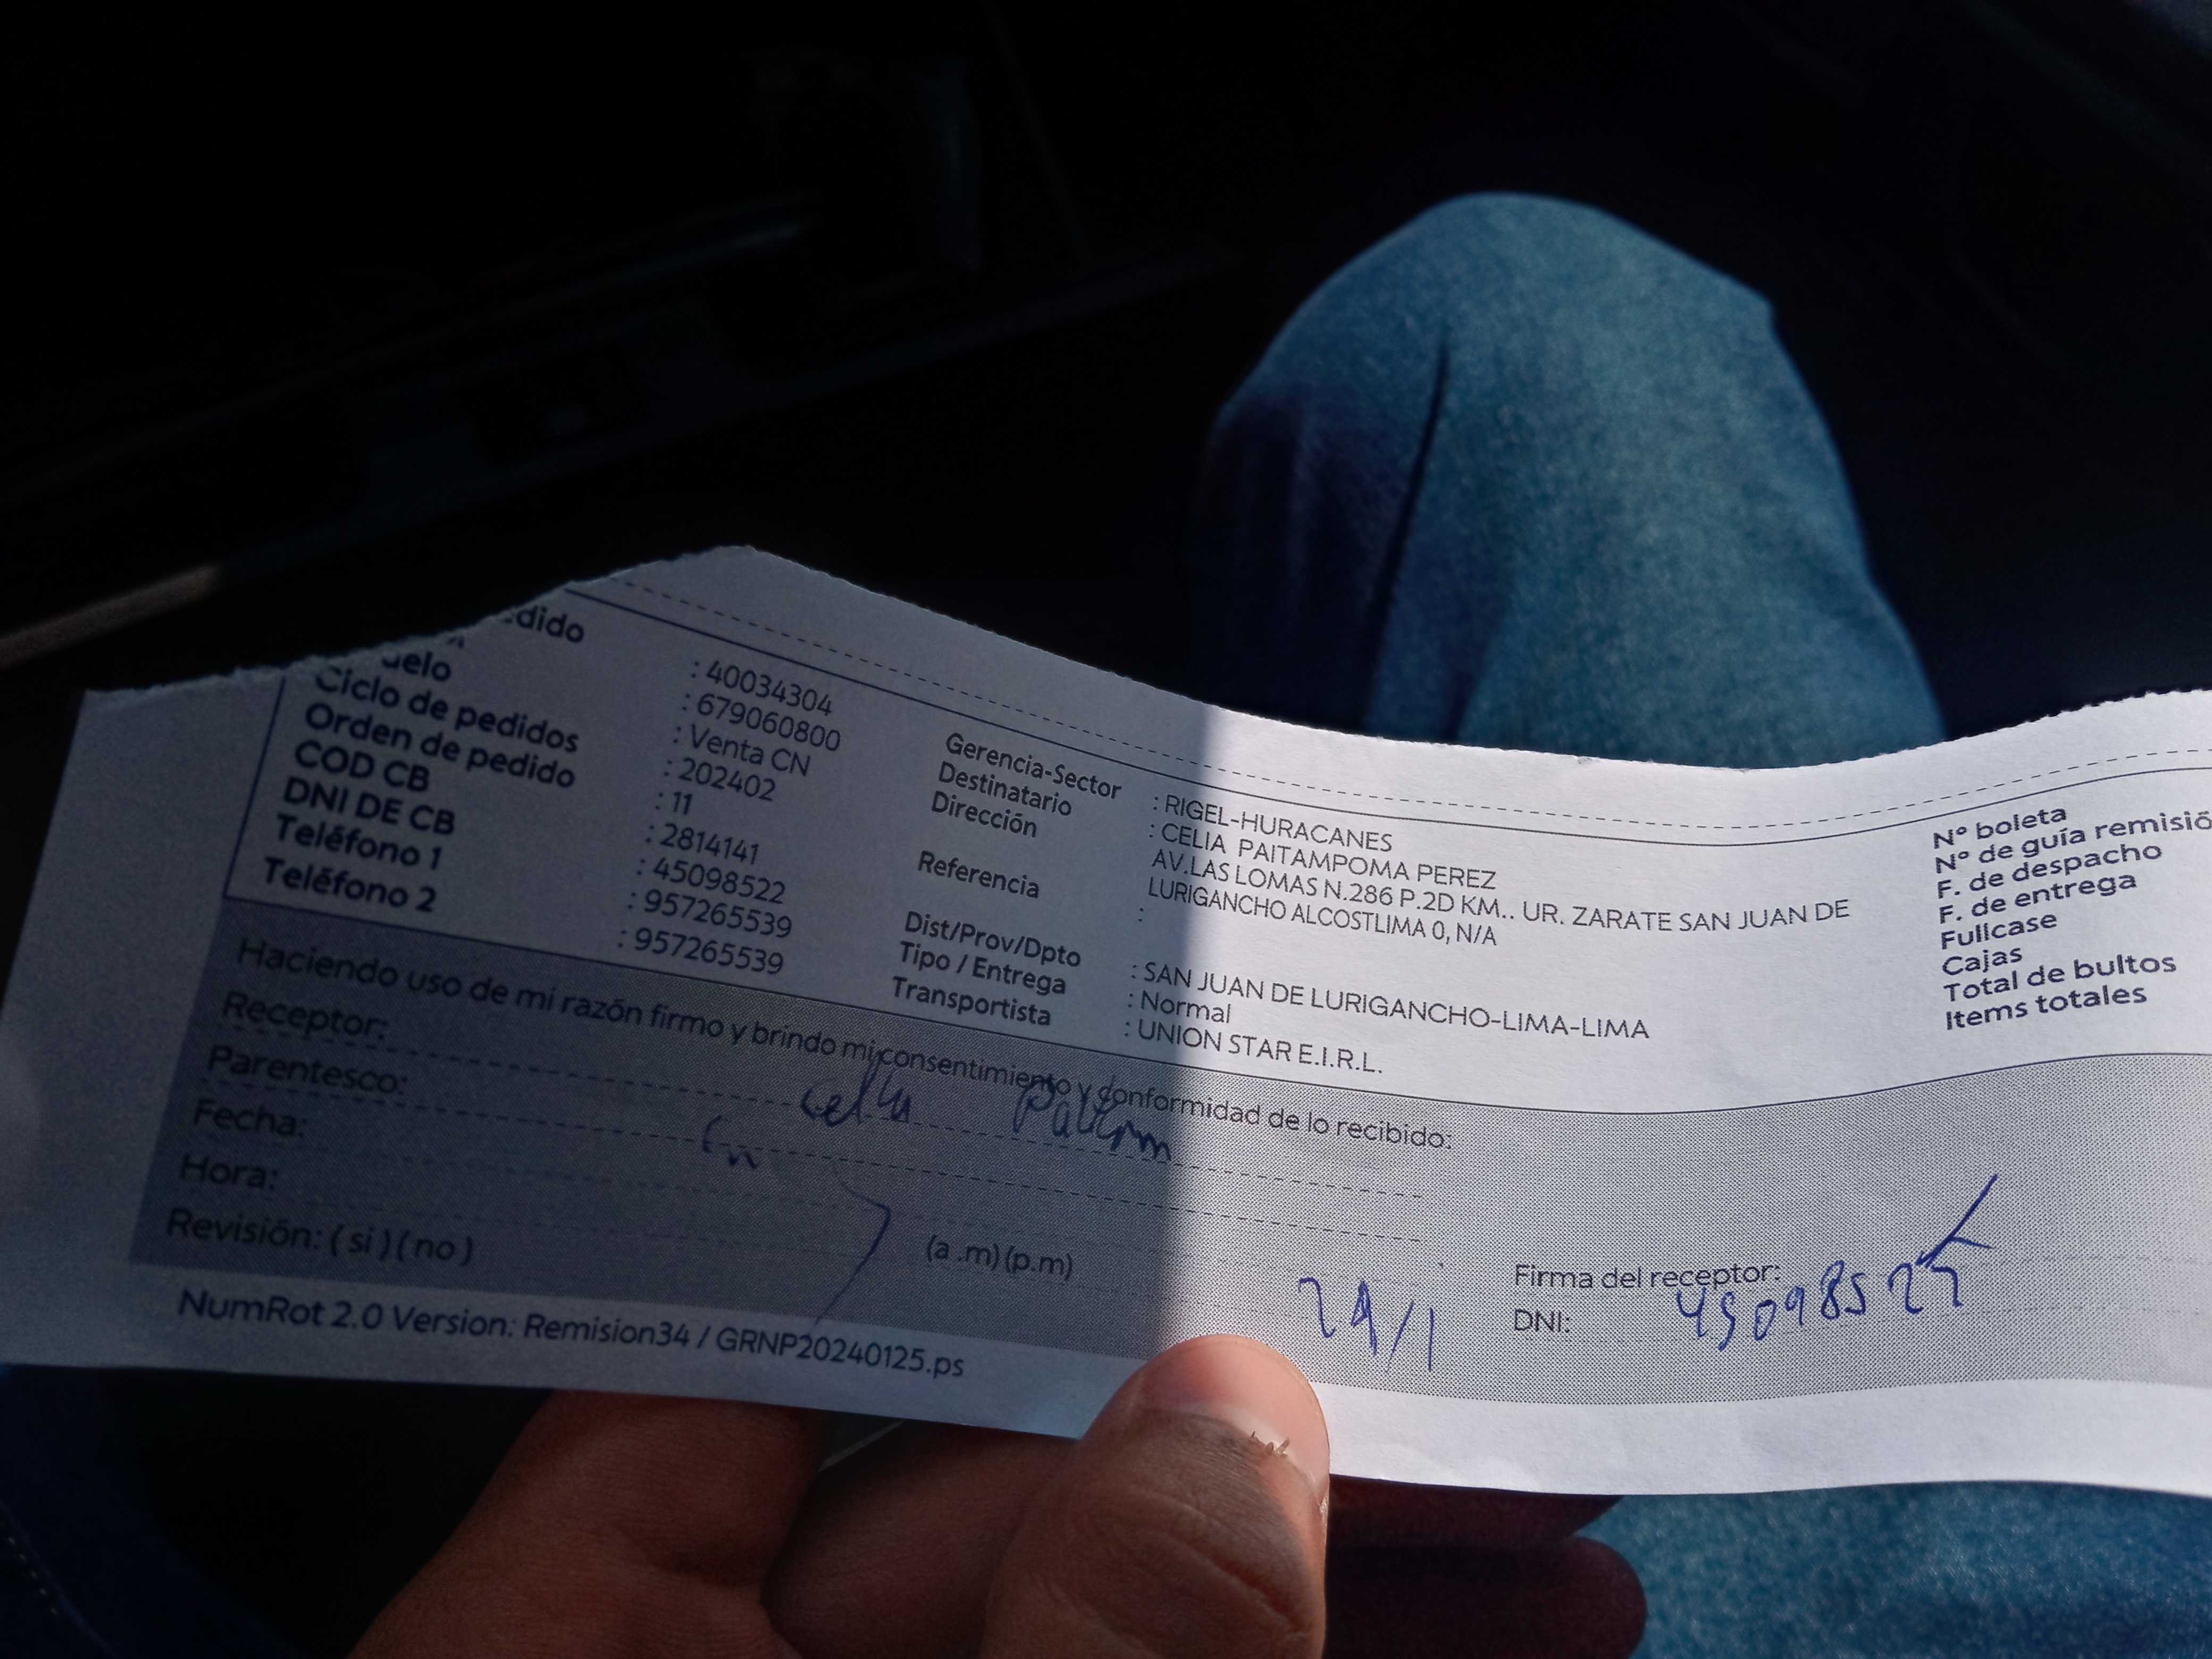 dido : 40034304
uelo : 679060800
Ciclo de pedidos : Venta CN
Orden de pedido : 202402
COD CB : 11
DNI DE CB : 2814141
Teléfono 1 : 45098522
Teléfono 2 : 957265539
: 957265539
Gerencia-Sector : RIGEL-HURACANES
Destinatario : CELIA PAITAMPOMA PEREZ
Dirección AV.LAS LOMAS N.286 P.2D KM.. UR. ZARATE SAN JUAN DE
LURIGANCHO ALCOSTLIMA 0, N/A
Referencia :
Dist/Prov/Dpto : SAN JUAN DE LURIGANCHO-LIMA-LIMA
Tipo / Entrega : Normal
Transportista : UNION STAR E.I.R.L.
N° boleta
N° de guía remisió
F. de despacho
F. de entrega
Fullcase
Cajas
Total de bultos
Items totales
Haciendo uso de mi razón firmo y brindo mi consentimiento y conformidad de lo recibido:
Receptor:
Parentesco:
Fecha:
Hora: (a .m) (p.m)
Revisión: ( si ) ( no )
Firma del receptor:
DNI:
NumRot 2.0 Version: Remision34 / GRNP20240125.ps